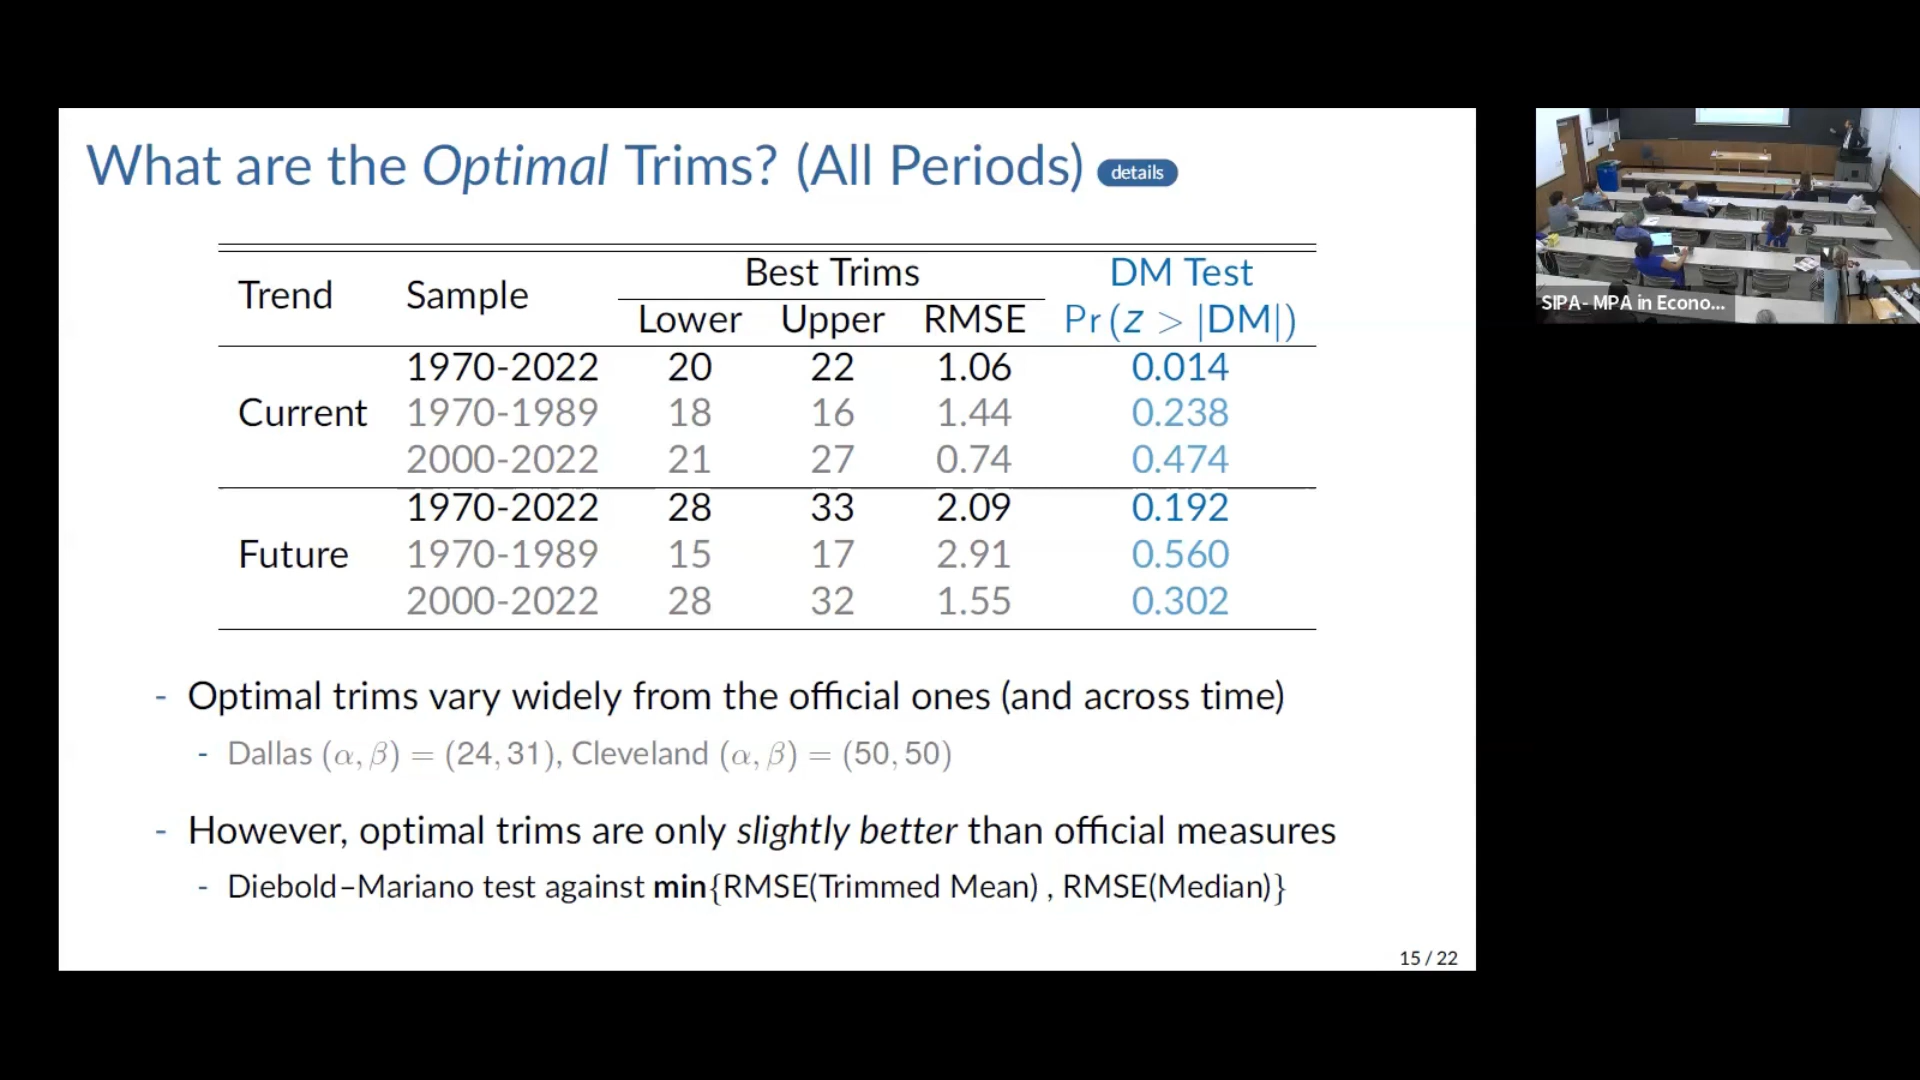 What are the Optimal Trims? (All Periods) details
Trend Sample Best Trims DM Test
Lower Upper RMSE Pr(z > |DM|)
1970-2022 20 22 1.06 0.014
Current 1970-1989 18 16 1.44 0.238
2000-2022 21 27 0.74 0.474
1970-2022 28 33 2.09 0.192
Future 1970-1989 15 17 2.91 0.560
2000-2022 28 32 1.55 0.302
- Optimal trims vary widely from the official ones (and across time)
- Dallas (α, β) = (24, 31), Cleveland (α, β) = (50, 50)
- However, optimal trims are only slightly better than official measures
- Diebold–Mariano test against min{RMSE(Trimmed Mean) , RMSE(Median)}
15 / 22
SIPA- MPA in Econo...